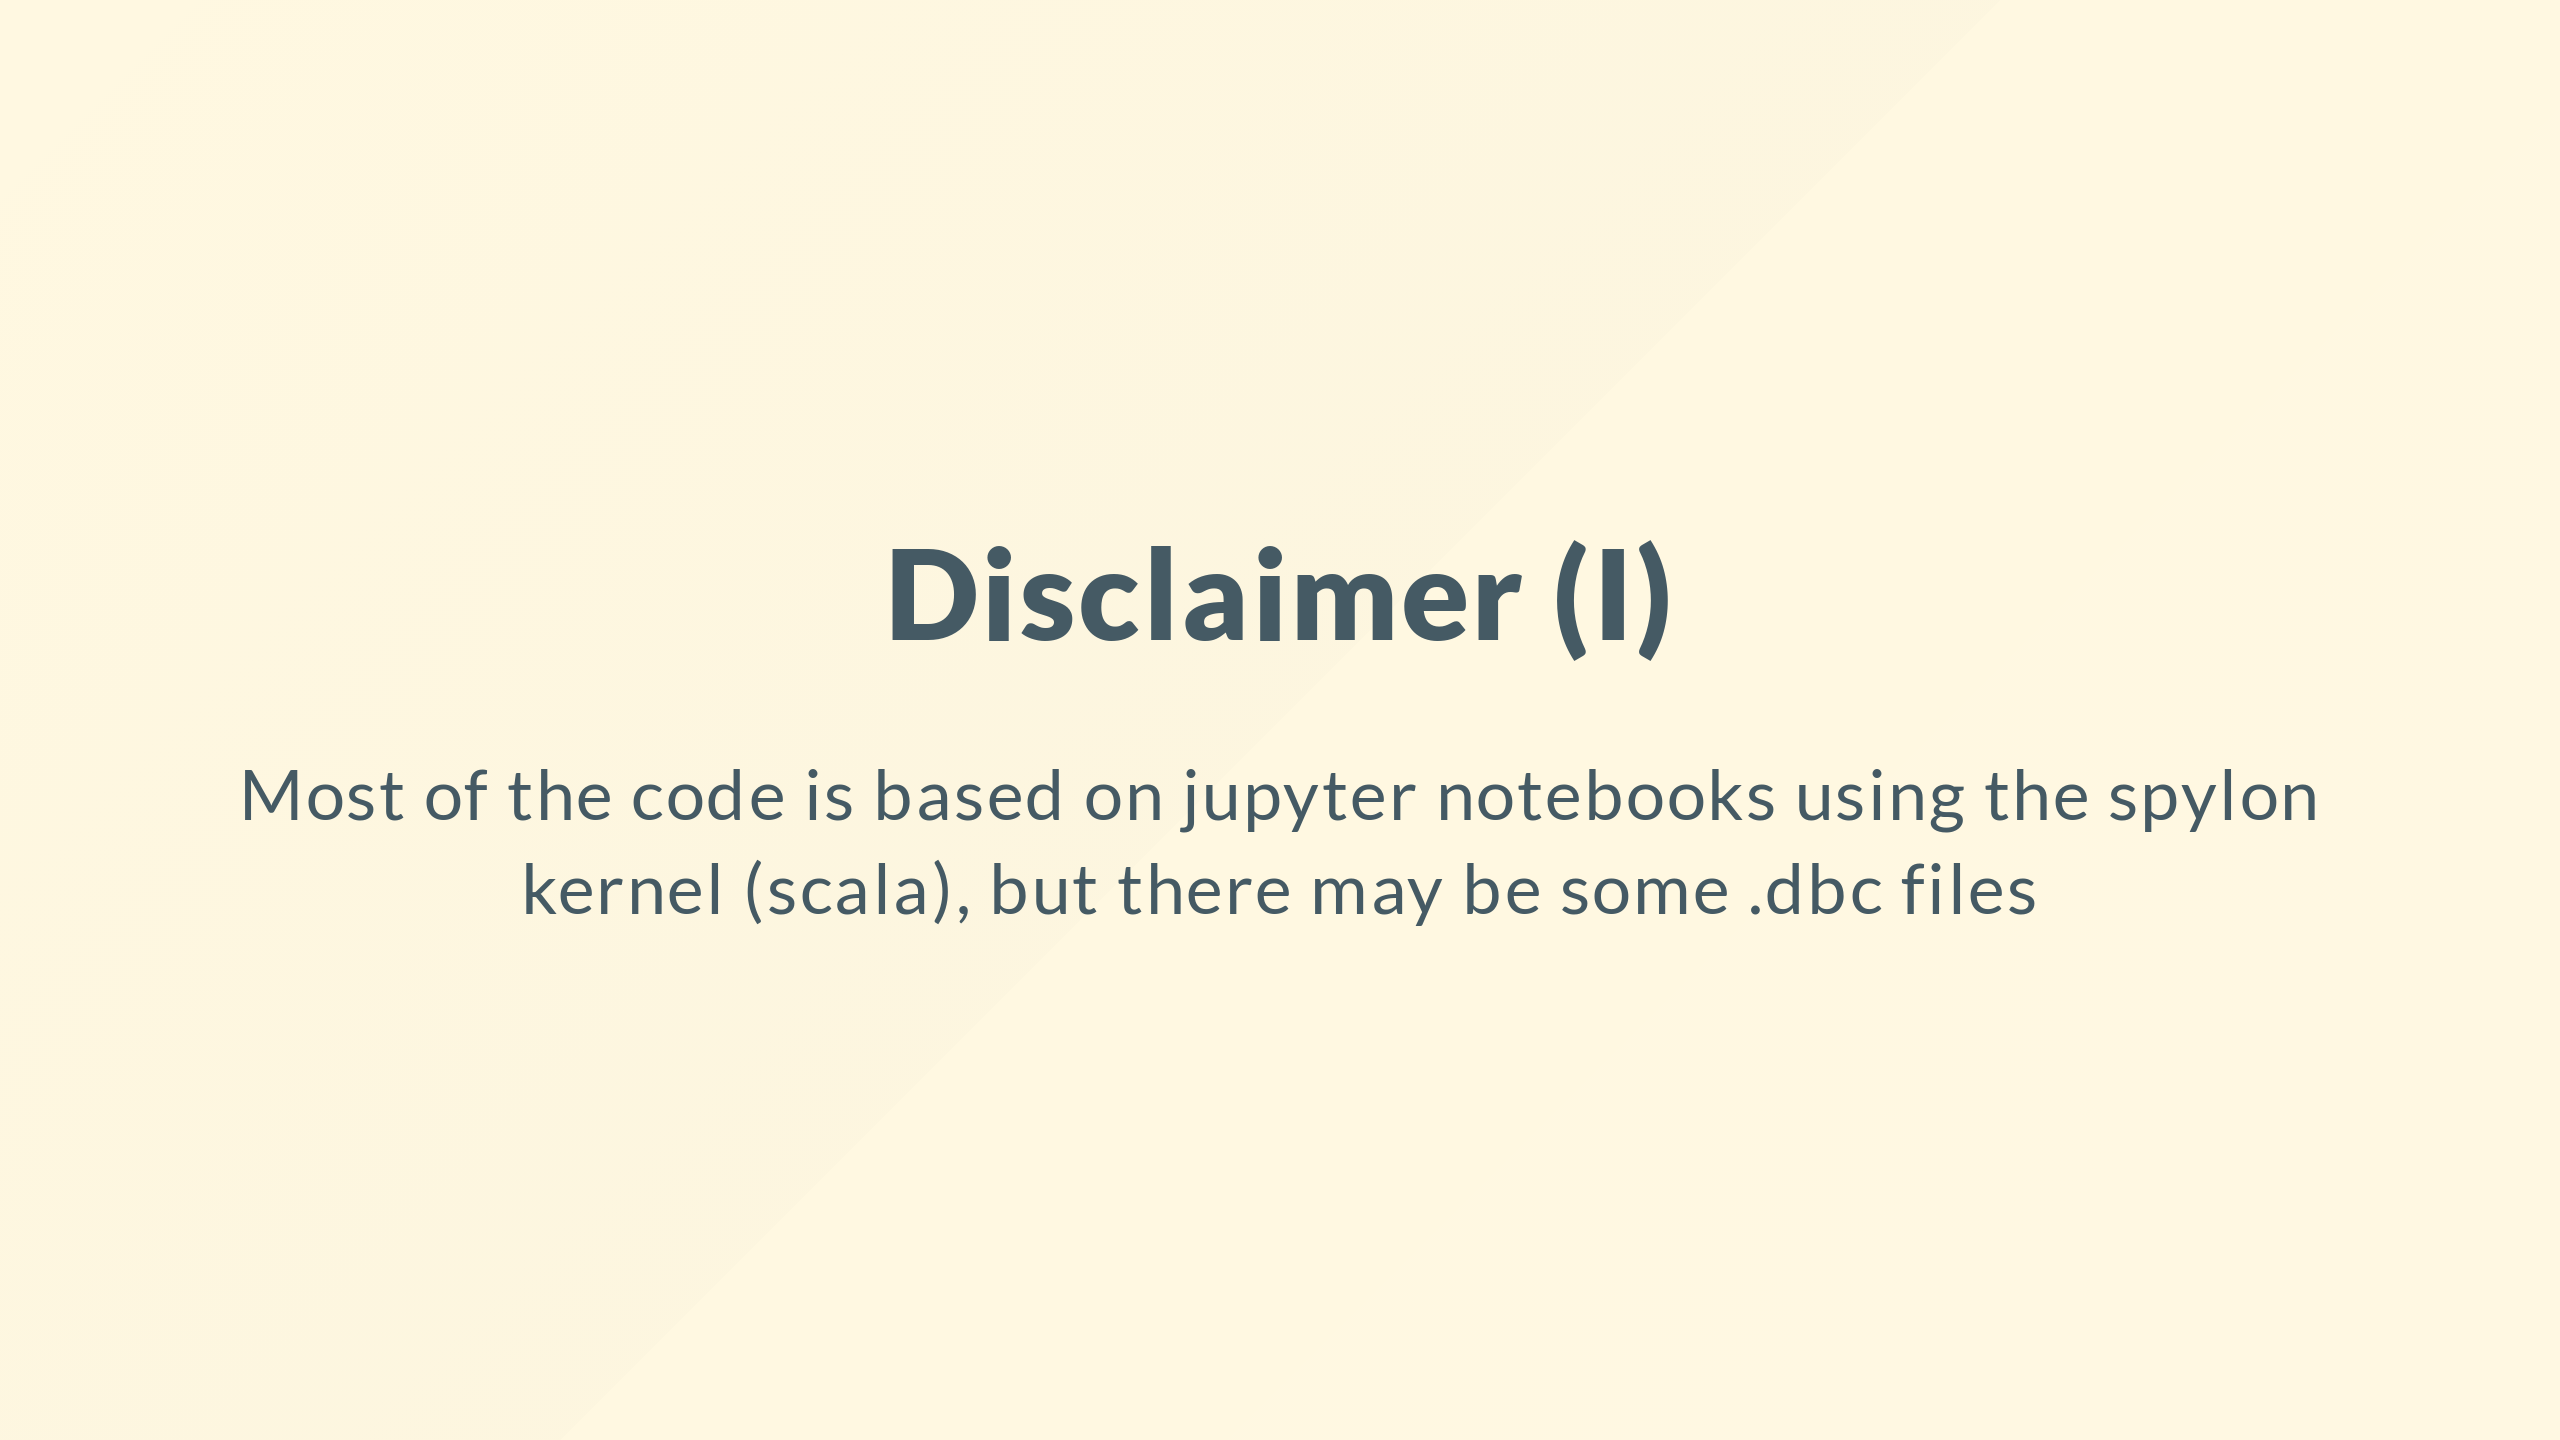 Disclaimer (I)
Most of the code is based on jupyter notebooks using the spylon
kernel (scala), but there may be some .dbc files